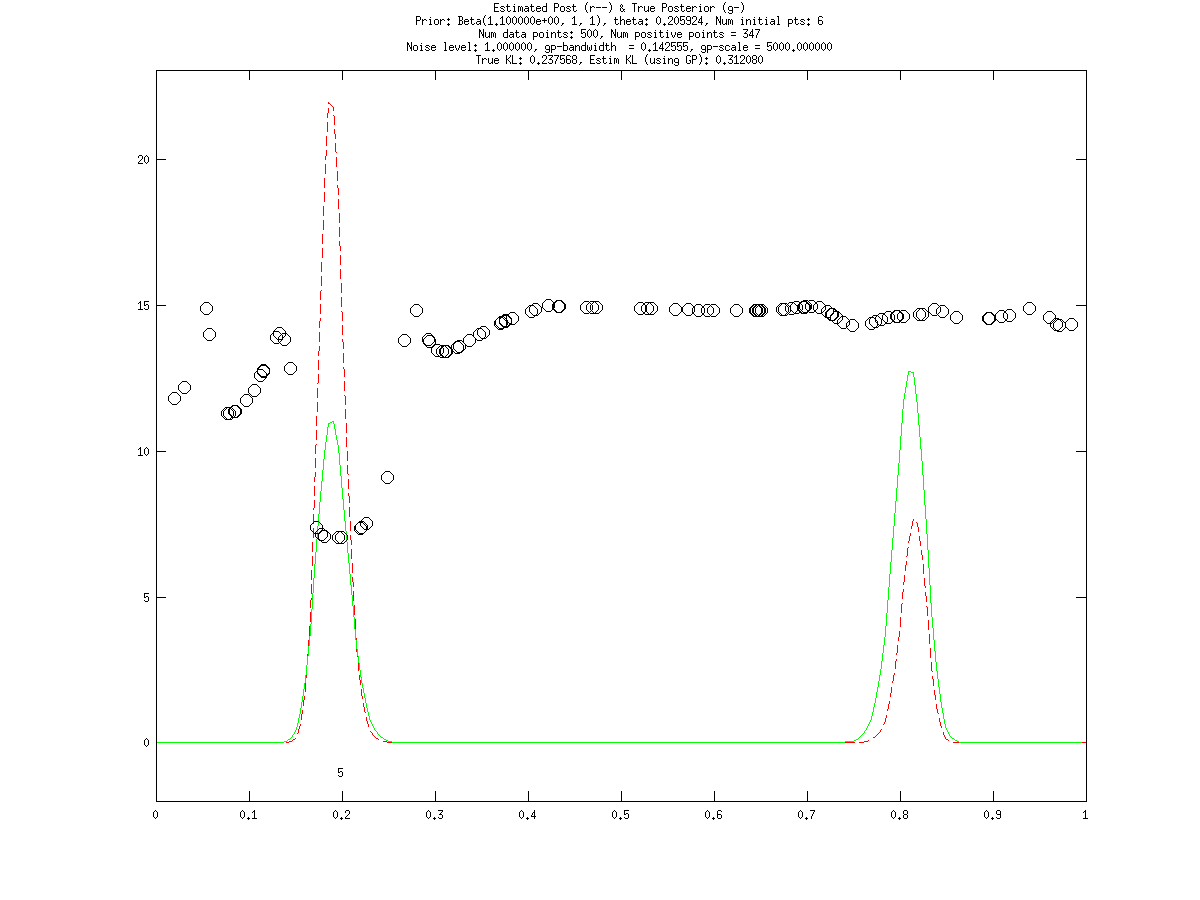 Estimated Post (r--) & True Posterior (g-)
Prior: Beta(1.100000e+00, 1, 1), theta: 0.205924, Num initial pts: 6
Num data points: 500, Num positive points = 347
Noise level: 1.000000, gp-bandwidth  = 0.142555, gp-scale = 5000.000000
True KL: 0.237568, Estim KL (using GP): 0.312080
20
15
10
5
0
5
0 0.1 0.2 0.3 0.4 0.5 0.6 0.7 0.8 0.9 1